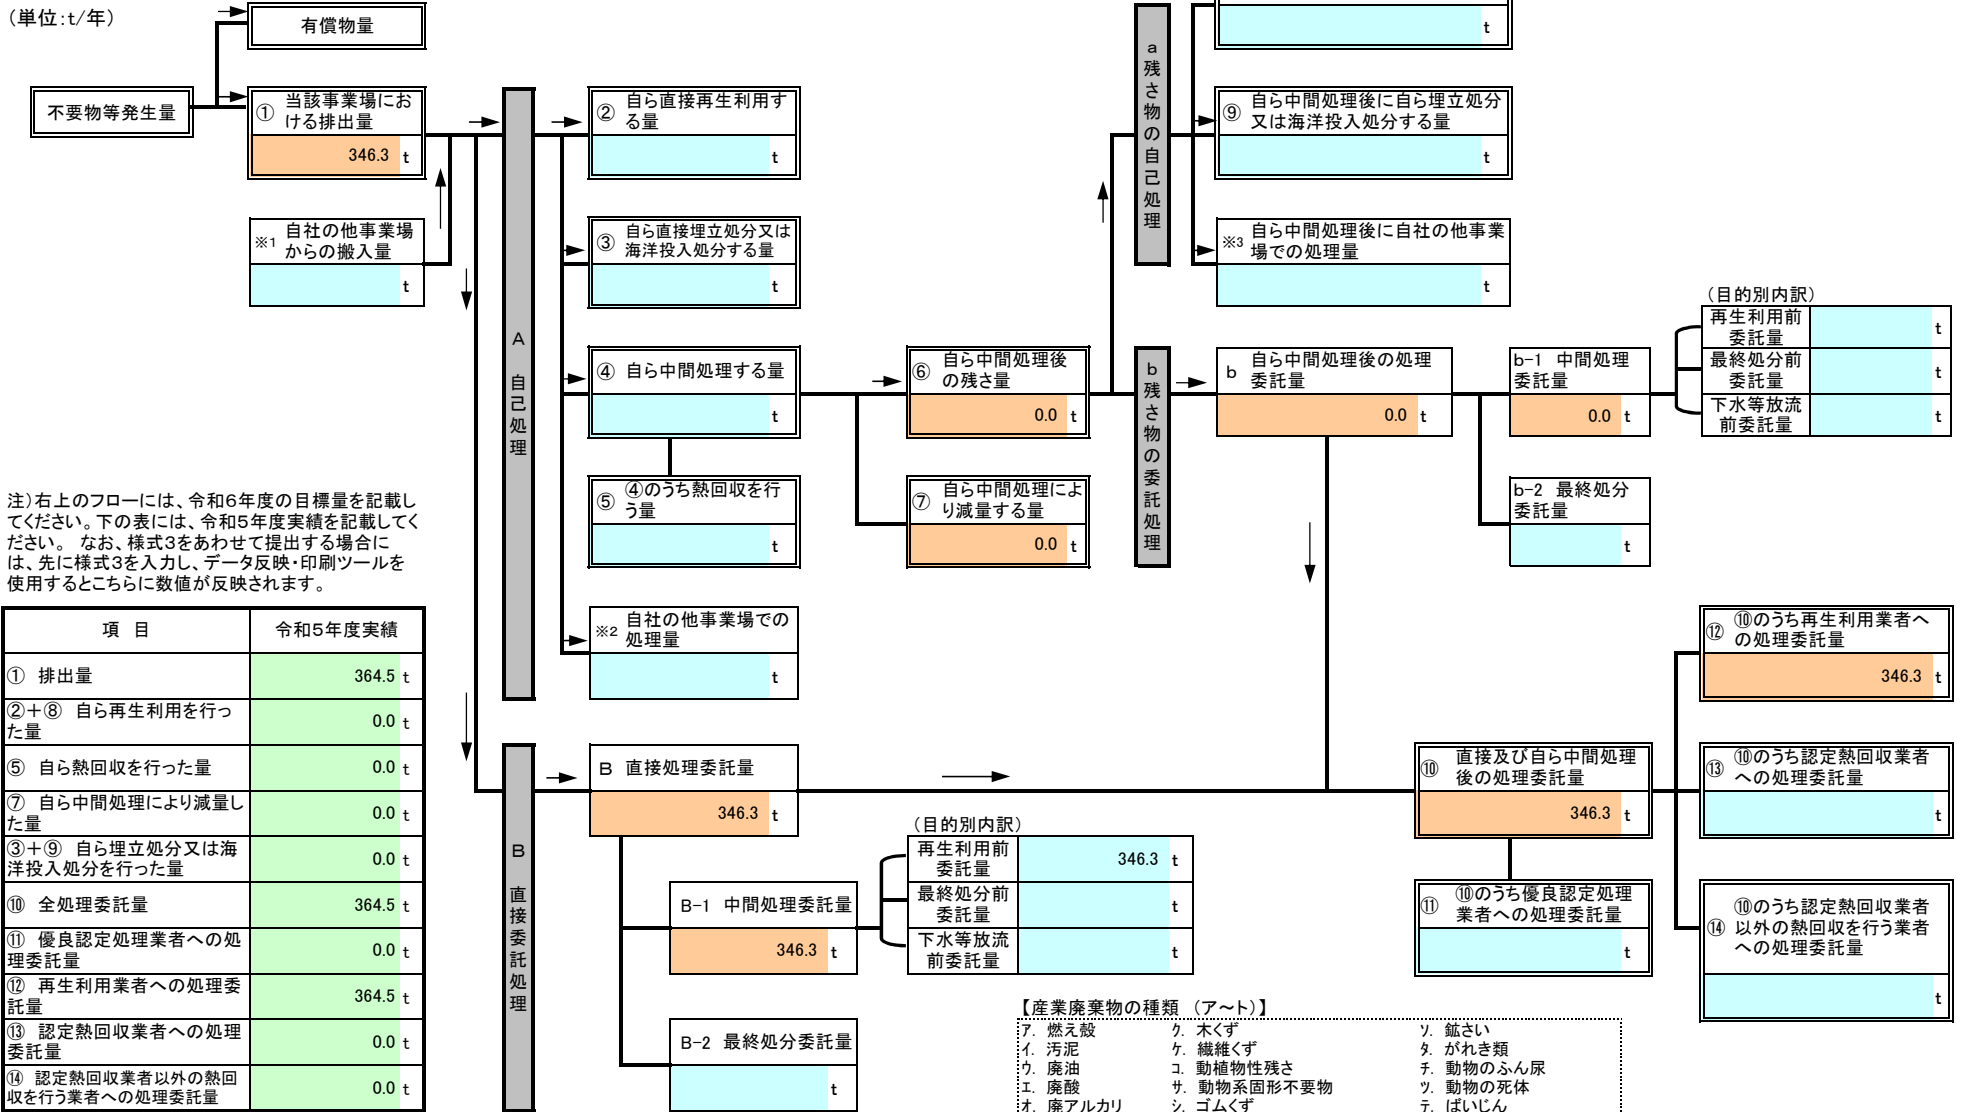 （単位：t/年）
有償物量
不要物等発生量
① 当該事業場にお
ける排出量
346.3 t
※1 自社の他事業場
からの搬入量
t
A 自己処理
② 自ら直接再生利用す
る量
t
③ 自ら直接埋立処分又は
海洋投入処分する量
t
④ 自ら中間処理する量
t
⑤ ④のうち熱回収を行
う量
t
※2 自社の他事業場での
処理量
t
⑥ 自ら中間処理後
の残さ量
0.0 t
⑦ 自ら中間処理によ
り減量する量
0.0 t
a 残さ物の自己処理
t
⑨ 自ら中間処理後に自ら埋立処分
又は海洋投入処分する量
t
※3 自ら中間処理後に自社の他事業
場での処理量
t
b 残さ物の委託処理
b 自ら中間処理後の処理
委託量
0.0 t
b-1 中間処理
委託量
0.0 t
b-2 最終処分
委託量
t
（目的別内訳）
再生利用前
委託量
t
最終処分前
委託量
t
下水等放流
前委託量
t
注）右上のフローには、令和６年度の目標量を記載し
てください。下の表には、令和５年度実績を記載してく
ださい。 なお、様式３をあわせて提出する場合に
は、先に様式３を入力し、データ反映・印刷ツールを
使用するとこちらに数値が反映されます。
項 目 令和５年度実績
① 排出量 364.5 t
②＋⑧ 自ら再生利用を行っ
た量 0.0 t
⑤ 自ら熱回収を行った量 0.0 t
⑦ 自ら中間処理により減量し
た量 0.0 t
③＋⑨ 自ら埋立処分又は海
洋投入処分を行った量 0.0 t
⑩ 全処理委託量 364.5 t
⑪ 優良認定処理業者への処
理委託量 0.0 t
⑫ 再生利用業者への処理委
託量 364.5 t
⑬ 認定熱回収業者への処理
委託量 0.0 t
⑭ 認定熱回収業者以外の熱回
収を行う業者への処理委託量 0.0 t
B 直接委託処理
B 直接処理委託量
346.3 t
B-1 中間処理委託量
346.3 t
B-2 最終処分委託量
t
（目的別内訳）
再生利用前
委託量
346.3 t
最終処分前
委託量
t
下水等放流
前委託量
t
⑩ 直接及び自ら中間処理
後の処理委託量
346.3 t
⑪ ⑩のうち優良認定処理
業者への処理委託量
t
⑫ ⑩のうち再生利用業者へ
の処理委託量
346.3 t
⑬ ⑩のうち認定熱回収業者
への処理委託量
t
⑭ ⑩のうち認定熱回収業者
以外の熱回収を行う業者
への処理委託量
t
【産業廃棄物の種類 （ア～ト）】
ｱ. 燃え殻 ｸ. 木くず ｿ. 鉱さい
ｲ. 汚泥 ｹ. 繊維くず ﾀ. がれき類
ｳ. 廃油 ｺ. 動植物性残さ ﾁ. 動物のふん尿
ｴ. 廃酸 ｻ. 動物系固形不要物 ﾂ. 動物の死体
ｵ. 廃アルカリ ｼ. ゴムくず ﾃ. ばいじん